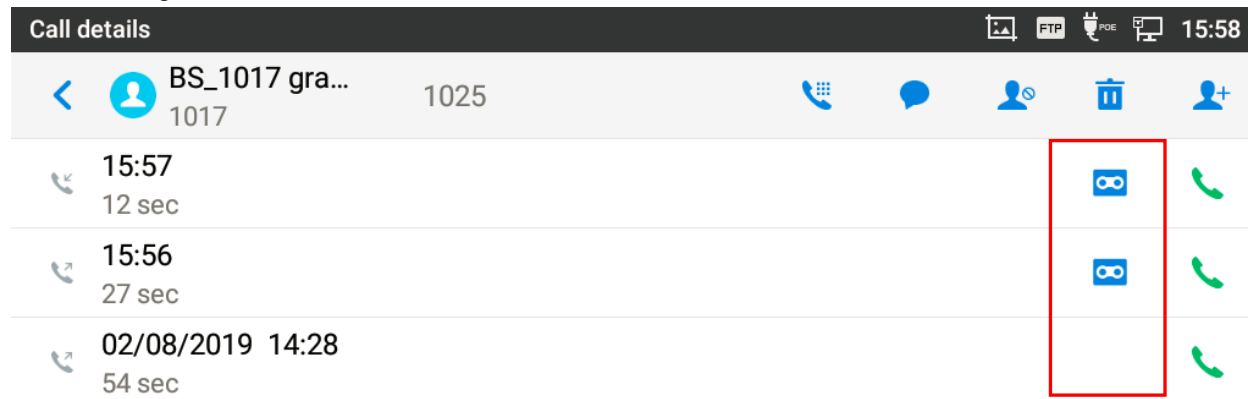 Call details FTP POE 15:58
BS_1017 gra... 1025
1017
15:57
12 sec
15:56
27 sec
02/08/2019 14:28
54 sec